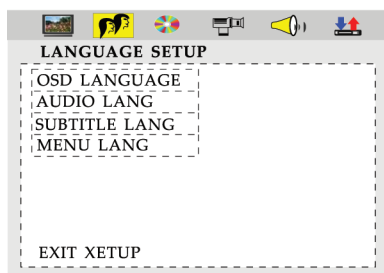 LANGUAGE SETUP
OSD LANGUAGE
AUDIO LANG
SUBTITLE LANG
MENU LANG
EXIT XETUP